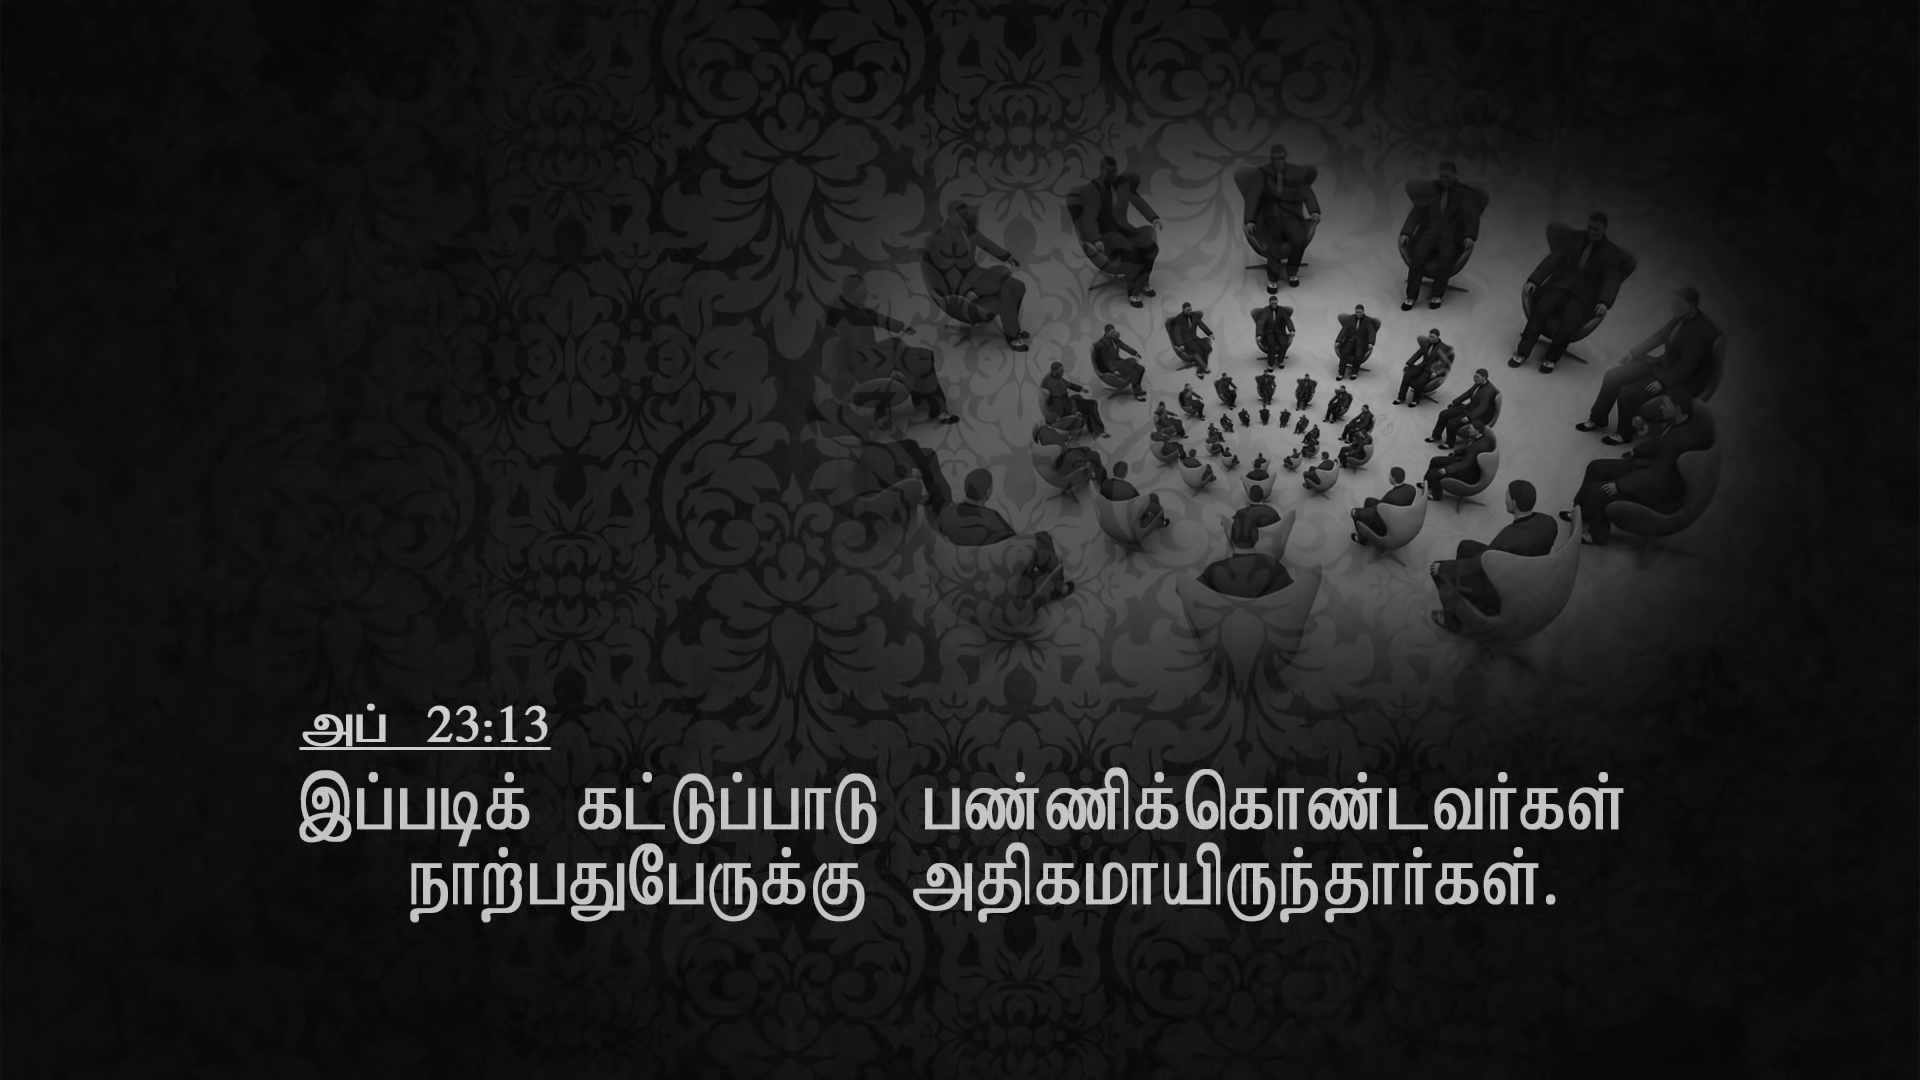 அப் 23:13
இப்படிக் கட்டுப்பாடு பண்ணிக்கொண்டவர்கள்
நாற்பதுபேருக்கு அதிகமாயிருந்தார்கள்.